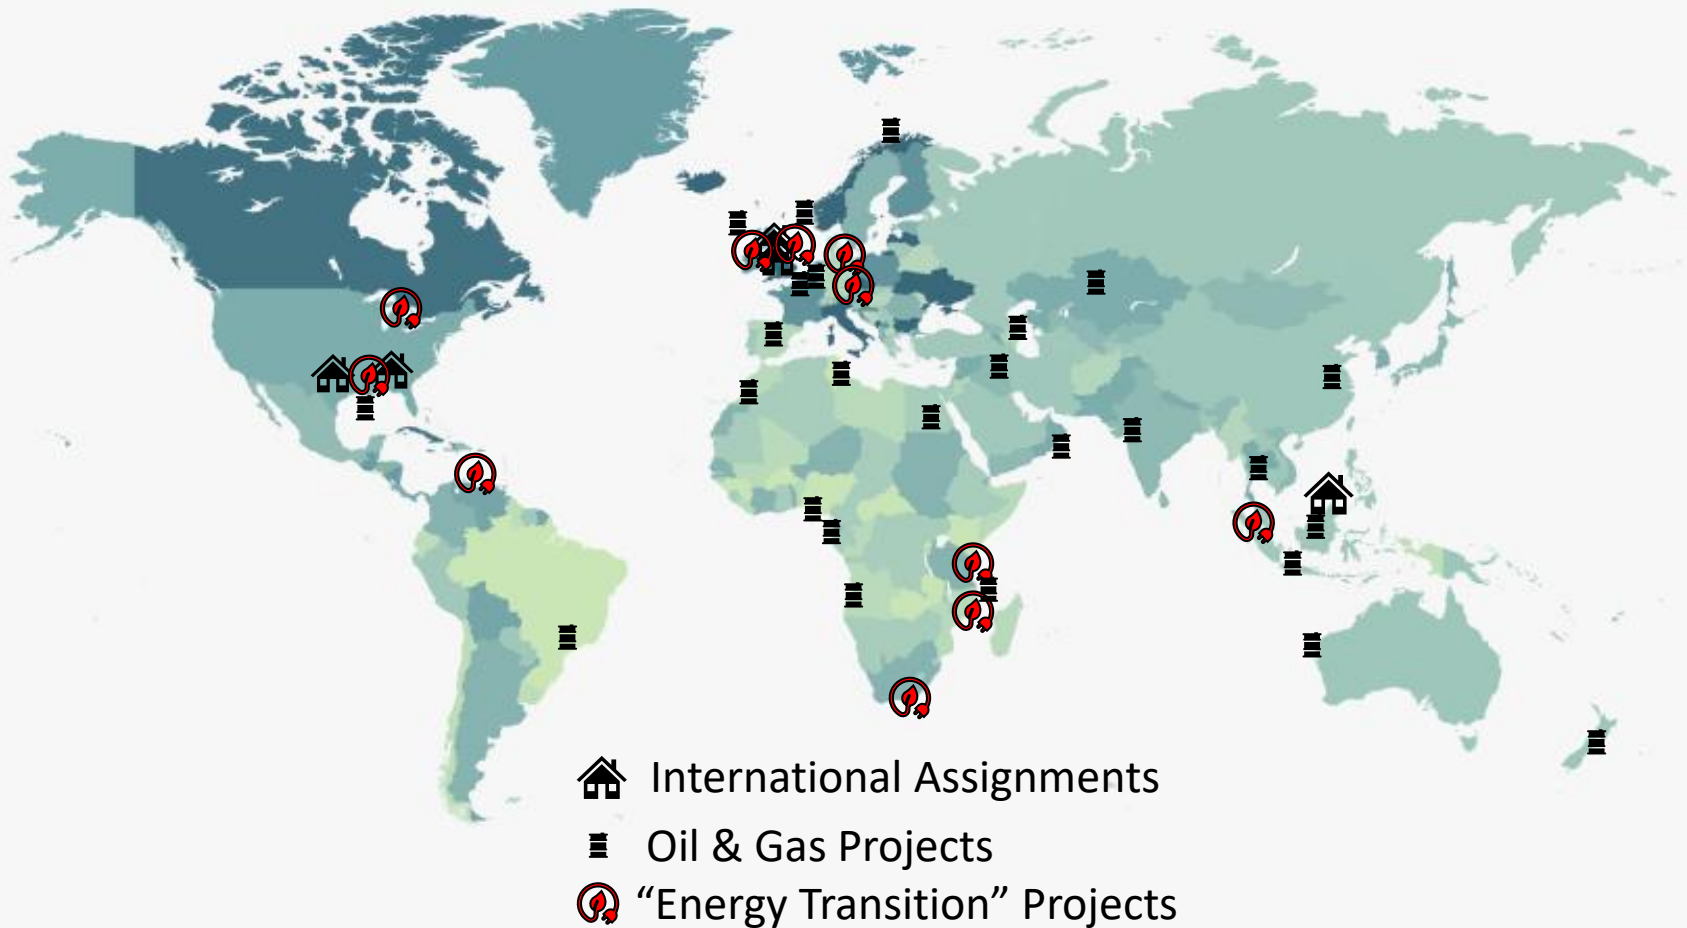 International Assignments
Oil & Gas Projects
“Energy Transition” Projects